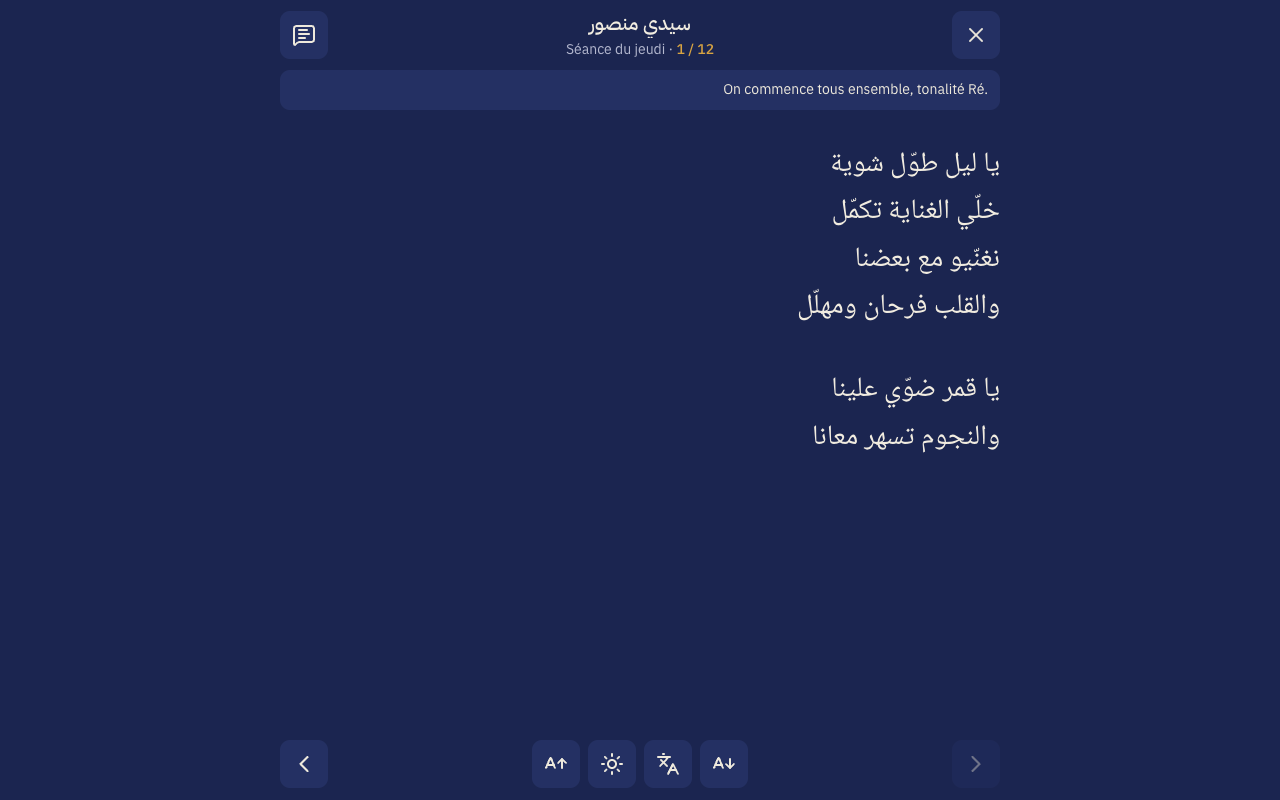 سيدي منصور
Séance du jeudi · 1 / 12
On commence tous ensemble, tonalité Ré.
يا ليل طوّل شوية
خلّي الغناية تكمّل
نغنّيو مع بعضنا
والقلب فرحان ومهلّل
يا قمر ضوّي علينا
والنجوم تسهر معانا
A↑
A↓